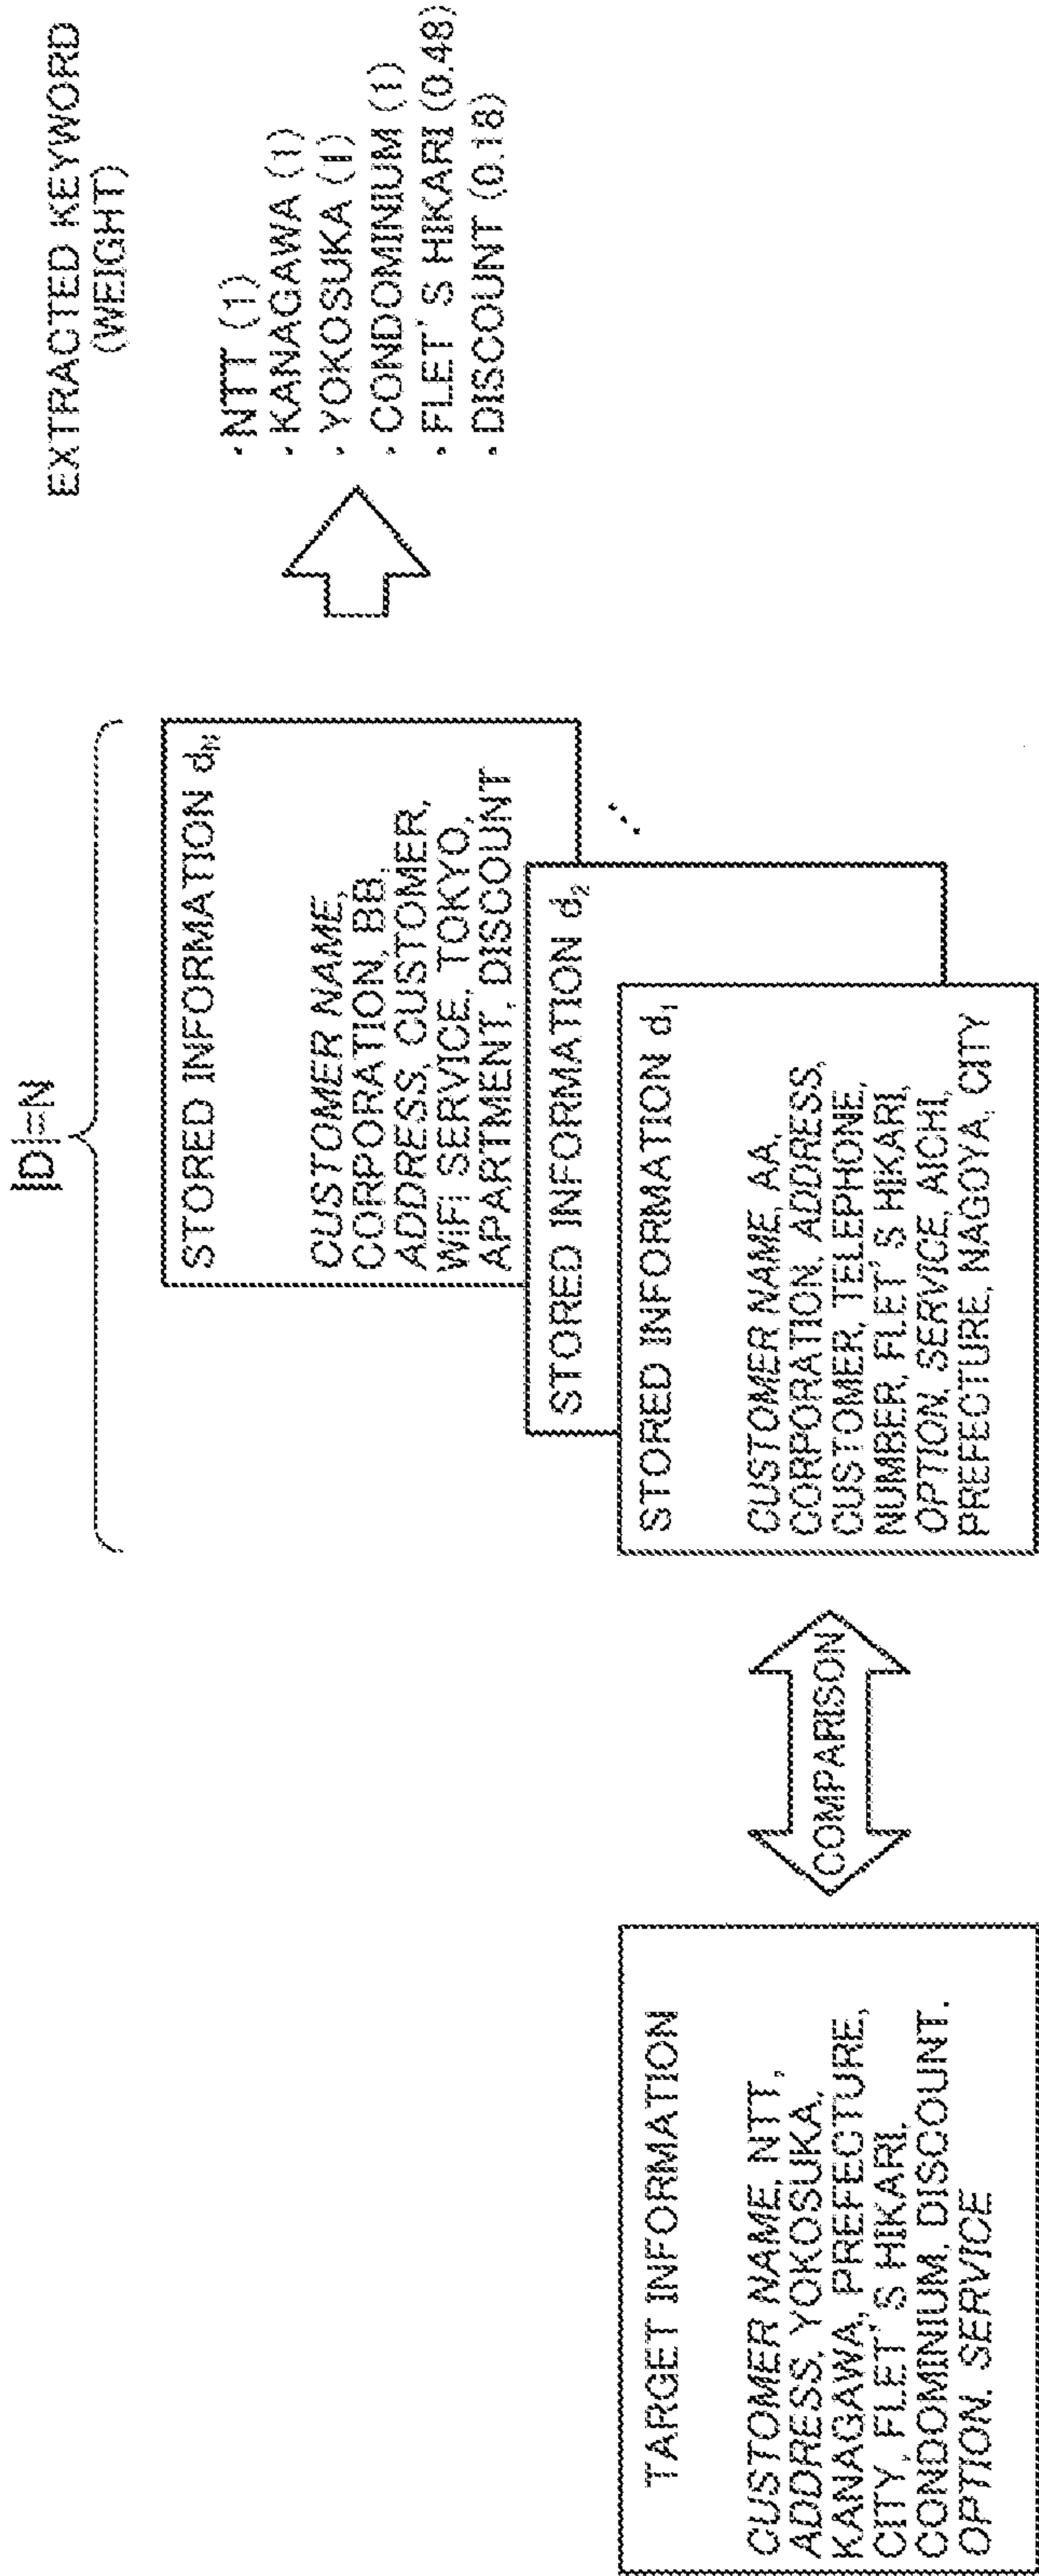 TARGET INFORMATION
CUSTOMER NAME, NTT,
ADDRESS, YOKOSUKA,
KANAGAWA, PREFECTURE,
CITY, FLET'S HIKARI,
CONDOMINIUM, DISCOUNT.
OPTION, SERVICE
COMPARISON
|D|=N
STORED INFORMATION dN
CUSTOMER NAME,
CORPORATION, BB,
ADDRESS, CUSTOMER,
WIFI SERVICE, TOKYO,
APARTMENT, DISCOUNT
STORED INFORMATION d2
STORED INFORMATION d1
CUSTOMER NAME, AA,
CORPORATION, ADDRESS,
CUSTOMER, TELEPHONE,
NUMBER, FLET'S HIKARI,
OPTION, SERVICE, AICHI,
PREFECTURE, NAGOYA, CITY
EXTRACTED KEYWORD
(WEIGHT)
・NTT (1)
・KANAGAWA (1)
・YOKOSUKA (1)
・CONDOMINIUM (1)
・FLET'S HIKARI (0.48)
・DISCOUNT (0.18)